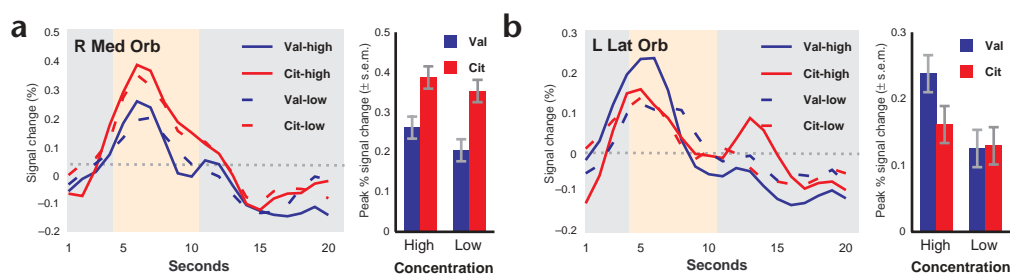 a
R Med Orb
Val-high
Cit-high
Val-low
Cit-low
Signal change (%)
0.5
0.4
0.3
0.2
0.1
0
–0.1
–0.2
1
5
10
15
20
Seconds
Peak % signal change (± s.e.m.)
0.5
0.4
0.3
0.2
0.1
0
Val
Cit
High
Low
Concentration
b
L Lat Orb
Val-high
Cit-high
Val-low
Cit-low
Signal change (%)
0.3
0.2
0.1
0
–0.1
–0.2
1
5
10
15
20
Seconds
Peak % signal change (± s.e.m.)
0.3
0.2
0.1
0
Val
Cit
High
Low
Concentration